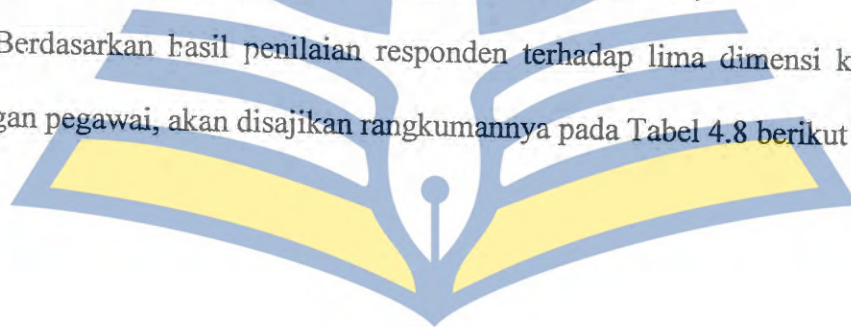 Berdasarkan hasil penilaian responden terhadap lima dimensi k
gan pegawai, akan disajikan rangkumannya pada Tabel 4.8 berikut